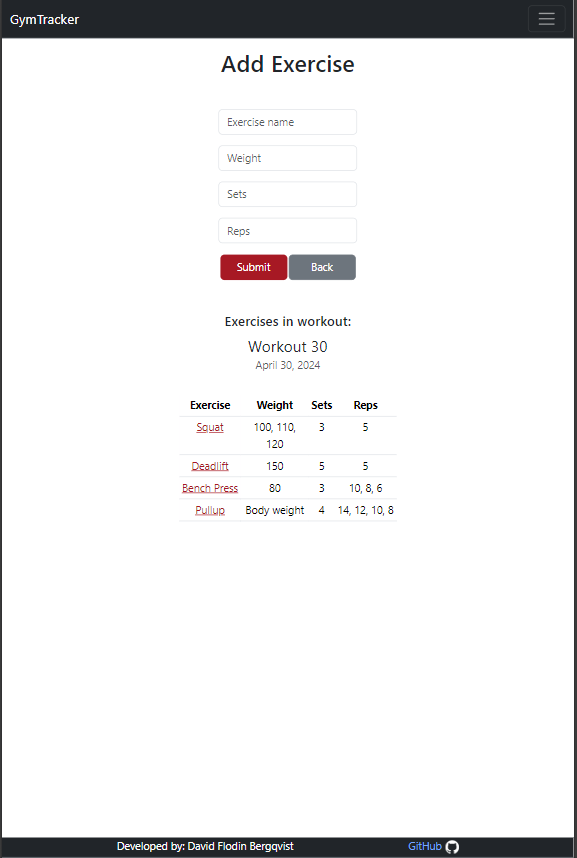 GymTracker
Add Exercise
Exercise name
Weight
Sets
Reps
Submit Back
Exercises in workout:
Workout 30
April 30, 2024
Exercise Weight Sets Reps
Squat 100, 110, 3 5
120
Deadlift 150 5 5
Bench Press 80 3 10, 8, 6
Pullup Body weight 4 14, 12, 10, 8
Developed by: David Flodin Bergqvist GitHub